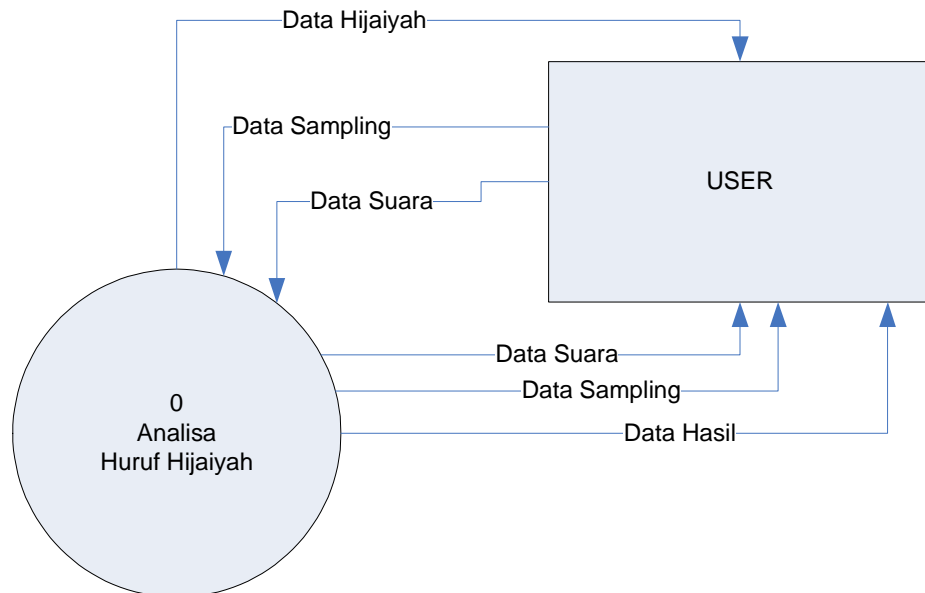 Data Hijaiyah
Data Sampling
USER
Data Suara
Data Suara
Data Sampling
0
Analisa
Huruf Hijaiyah
Data Hasil